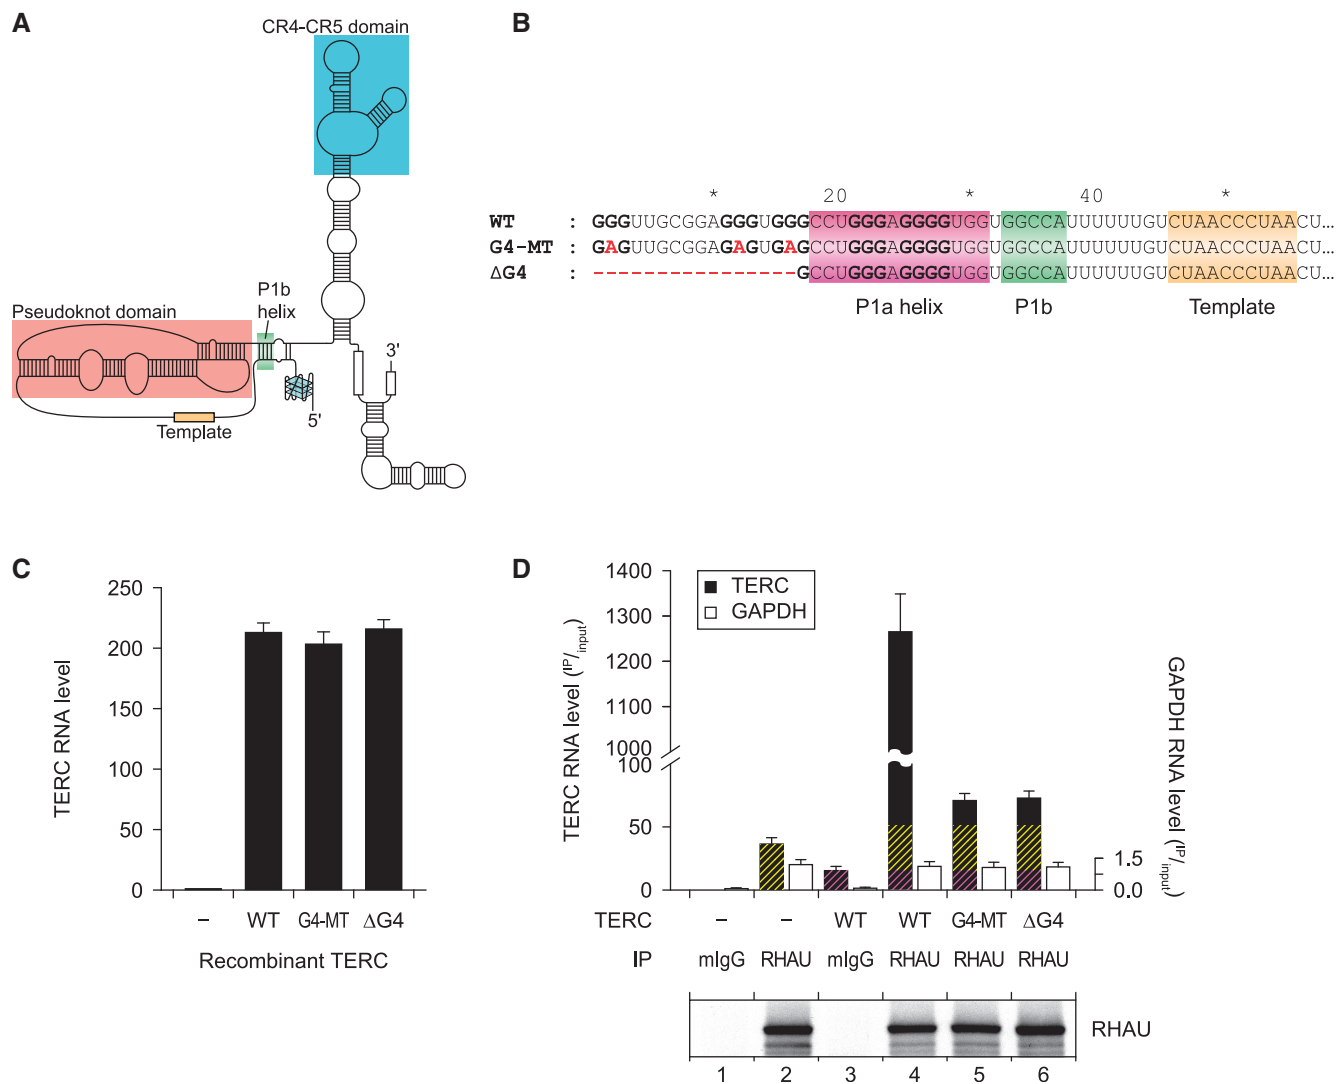 A
CR4-CR5 domain
P1b
helix
Pseudoknot domain
3'
5'
Template
B
* 20 * 40 *
WT : GGGUUGCGGAGGGUGGGCCUGGGAGGGGUGGUGGCCAUUUUUUGUCUAACCCUAACU...
G4-MT : GAGUUGCGGAGAGUGAGCCUGGGAGGGGUGGUGGCCAUUUUUUGUCUAACCCUAACU...
ΔG4 : ----------------GCCUGGGAGGGGUGGUGGCCAUUUUUUGUCUAACCCUAACU...
P1a helix P1b Template
C
TERC RNA level
250
200
150
100
50
0
– WT G4-MT ΔG4
Recombinant TERC
D
TERC RNA level (IP/input)
1400
1300
1200
1100
1000
100
50
0
TERC
GAPDH
GAPDH RNA level (IP/input)
1.5
0.0
TERC – – WT WT G4-MT ΔG4
IP mIgG RHAU mIgG RHAU RHAU RHAU
RHAU
1 2 3 4 5 6